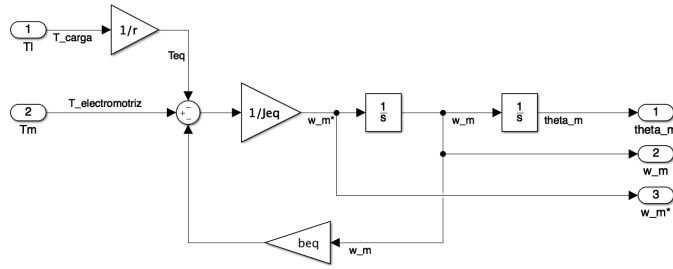 1
Tl
T_carga
1/r
Teq
2
Tm
T_electromotriz
+
−
−
1/Jeq
w_m*
1
s
w_m
1
s
theta_m
1
theta_m
2
w_m
3
w_m*
beq
w_m